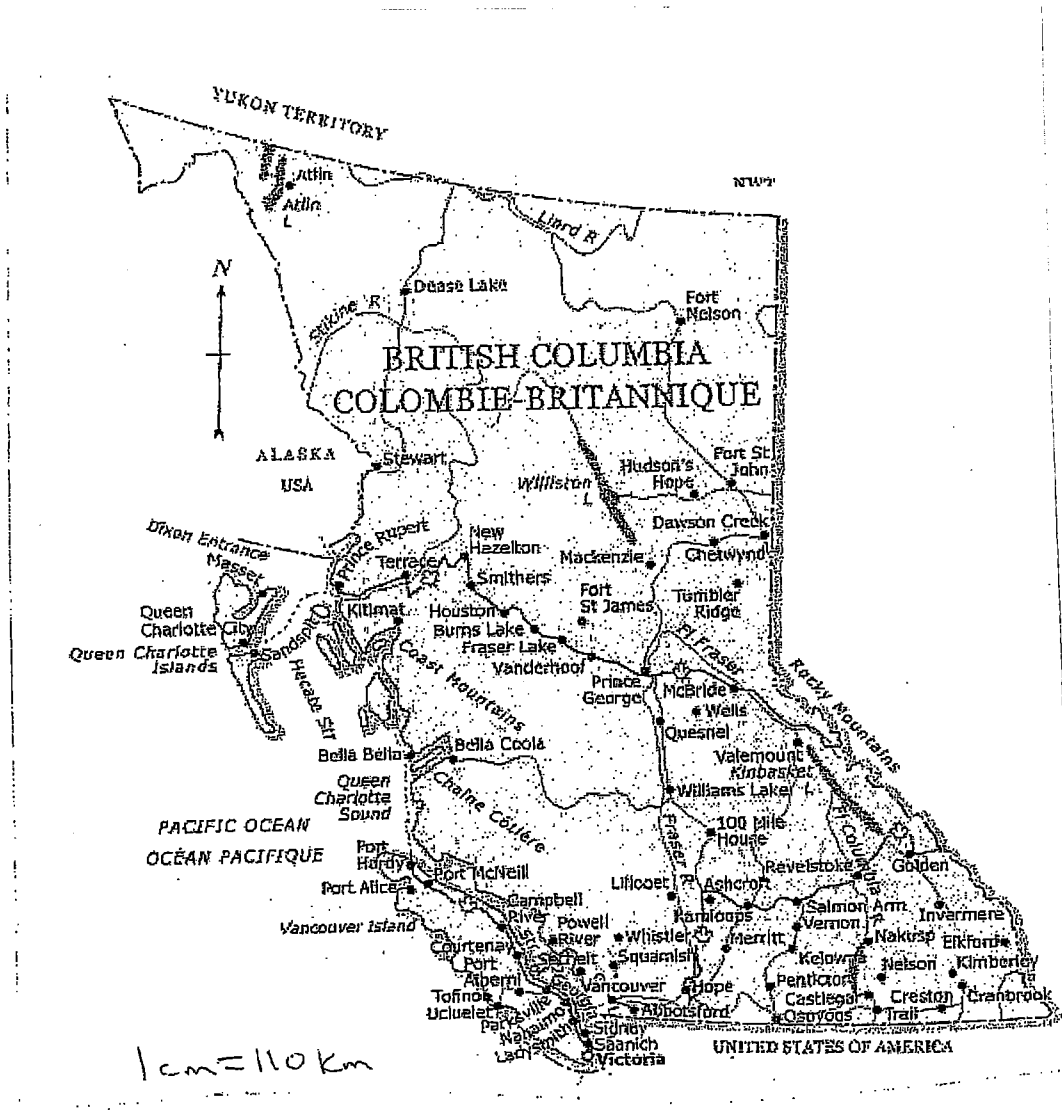 YUKON TERRITORY
Atlin
Atlin
L
Liard R
N
Dease Lake
Fort
Nelson
Stikine R
BRITISH COLUMBIA
COLOMBIE-BRITANNIQUE
ALASKA
USA
Stewart
Williston
L
Hudson's
Hope
Fort St
John
Dixon Entrance
Masset
Prince Rupert
New
Hazelton
Dawson Creek
Chetwynd
Mackenzie
Terrace
Smithers
Fort
St James
Tumbler
Ridge
Queen
Charlotte City
Kitimat
Houston
Burns Lake
Fraser Lake
Queen Charlotte
Islands
Sandspit
Vanderhoof
Prince
George
Fl Fraser
McBride
Wells
Rocky Mountains
Hecate Str
Coast Mountains
Quesnel
Bella Bella
Bella Coola
Valemount
Kinbasket
L
Queen
Charlotte
Sound
Chaîne Côtière
Williams Lake
PACIFIC OCEAN
OCÉAN PACIFIQUE
Fraser R
100 Mile
House
Port
Hardy
Port McNeill
Port Alice
Revelstoke
Golden
Lillooet
Ashcroft
Kamloops
Salmon Arm
Invermere
Vancouver Island
Campbell
River
Powell
River
Whistler
Merritt
Vernon
Nakusp
Elkford
Courtenay
Sechelt
Squamish
Kelowna
Nelson
Kimberley
Port
Alberni
Vancouver
Hope
Penticton
Castlegar
Creston
Cranbrook
Tofino
Ucluelet
Parksville
Nanaimo
Ladysmith
Abbotsford
Osoyoos
Trail
Sidney
Saanich
Victoria
UNITED STATES OF AMERICA
1cm=110 km